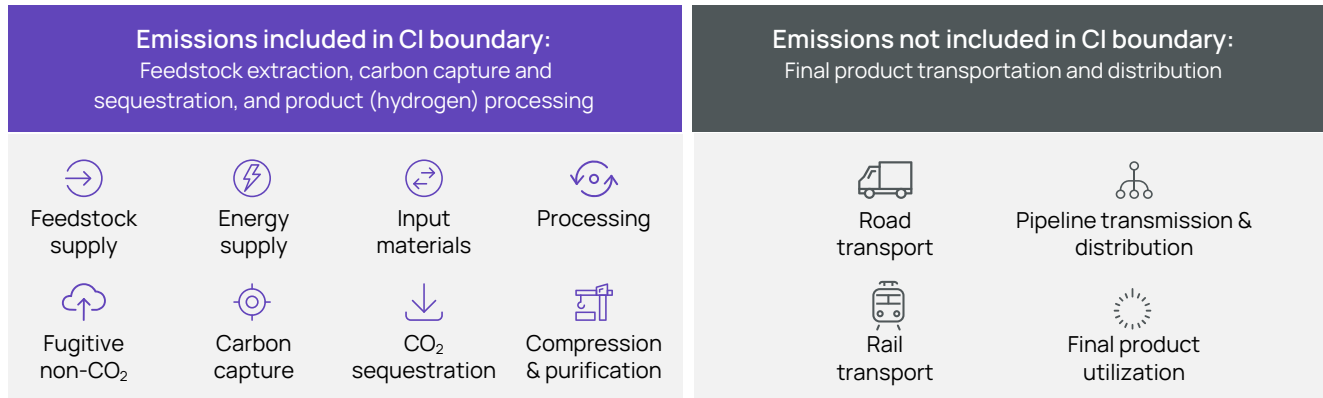 Emissions included in CI boundary:
Feedstock extraction, carbon capture and
sequestration, and product (hydrogen) processing
Feedstock
supply
Energy
supply
Input
materials
Processing
Fugitive
non-CO₂
Carbon
capture
CO₂
sequestration
Compression
& purification
Emissions not included in CI boundary:
Final product transportation and distribution
Road
transport
Pipeline transmission &
distribution
Rail
transport
Final product
utilization